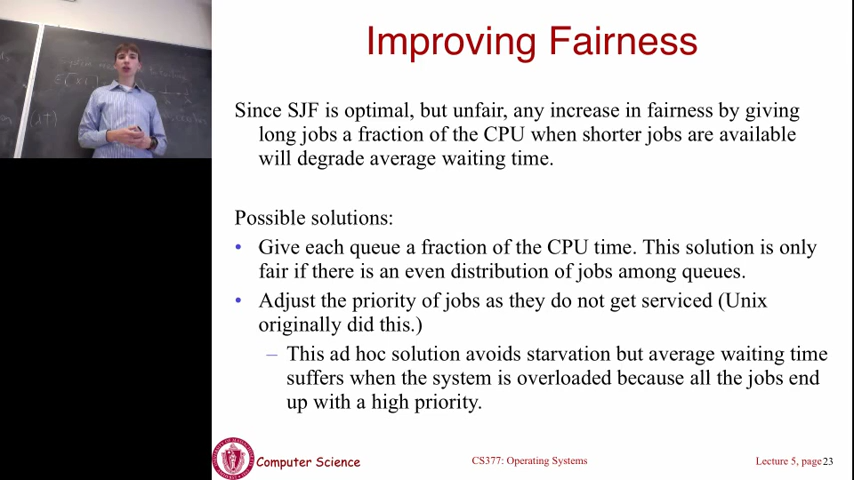 Improving Fairness
Since SJF is optimal, but unfair, any increase in fairness by giving
long jobs a fraction of the CPU when shorter jobs are available
will degrade average waiting time.
Possible solutions:
• Give each queue a fraction of the CPU time. This solution is only
fair if there is an even distribution of jobs among queues.
• Adjust the priority of jobs as they do not get serviced (Unix
originally did this.)
– This ad hoc solution avoids starvation but average waiting time
suffers when the system is overloaded because all the jobs end
up with a high priority.
Computer Science
CS377: Operating Systems
Lecture 5, page 23